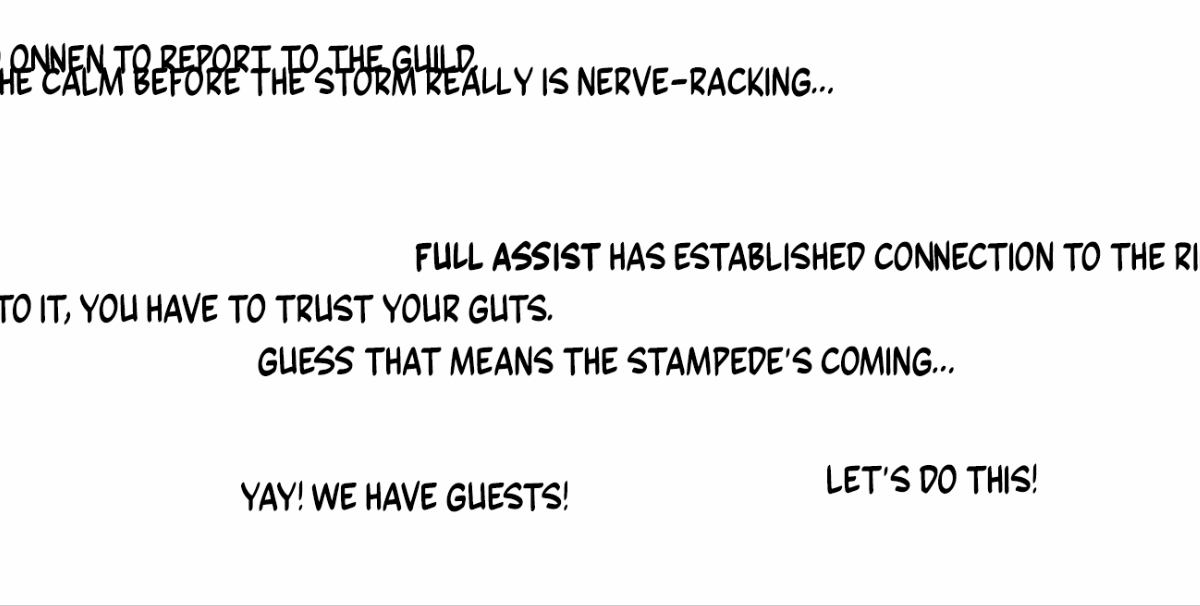 ONNEN TO REPORT TO THE GUILD.
HE CALM BEFORE THE STORM REALLY IS NERVE-RACKING...
FULL ASSIST HAS ESTABLISHED CONNECTION TO THE RI
TO IT, YOU HAVE TO TRUST YOUR GUTS.
GUESS THAT MEANS THE STAMPEDE'S COMING...
LET'S DO THIS!
YAY! WE HAVE GUESTS!